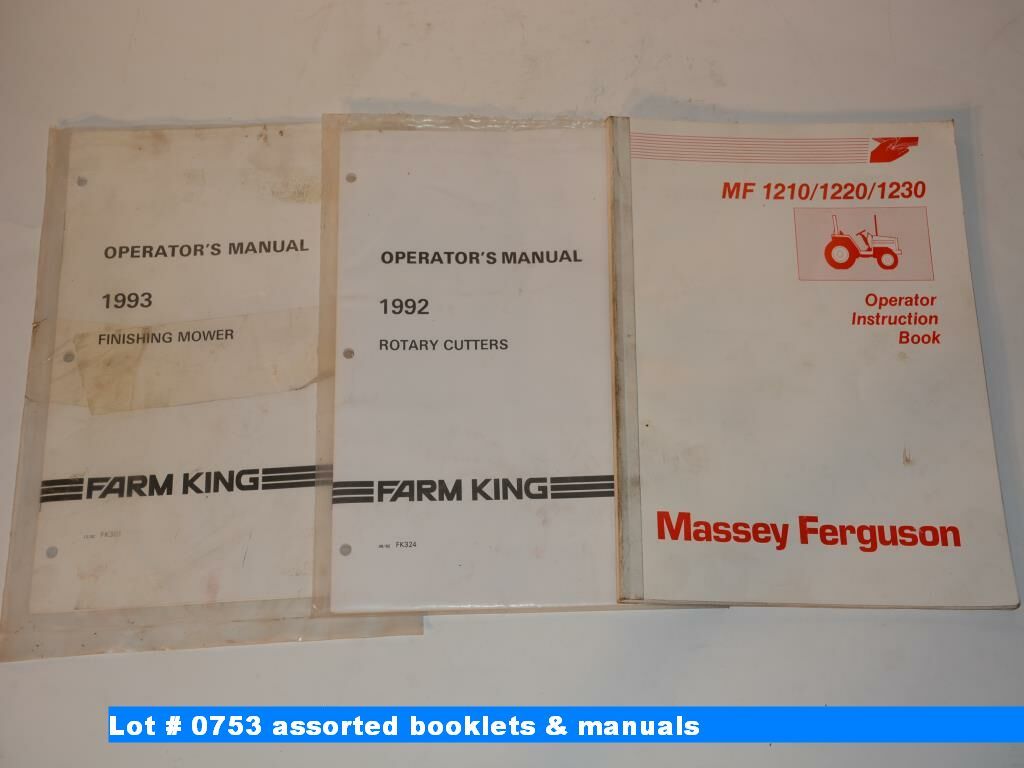 OPERATOR'S MANUAL
1993
FINISHING MOWER
FARM KING
FK301
OPERATOR'S MANUAL
1992
ROTARY CUTTERS
FARM KING
FK324
MF 1210/1220/1230
Operator
Instruction
Book
Massey Ferguson
Lot # 0753 assorted booklets & manuals